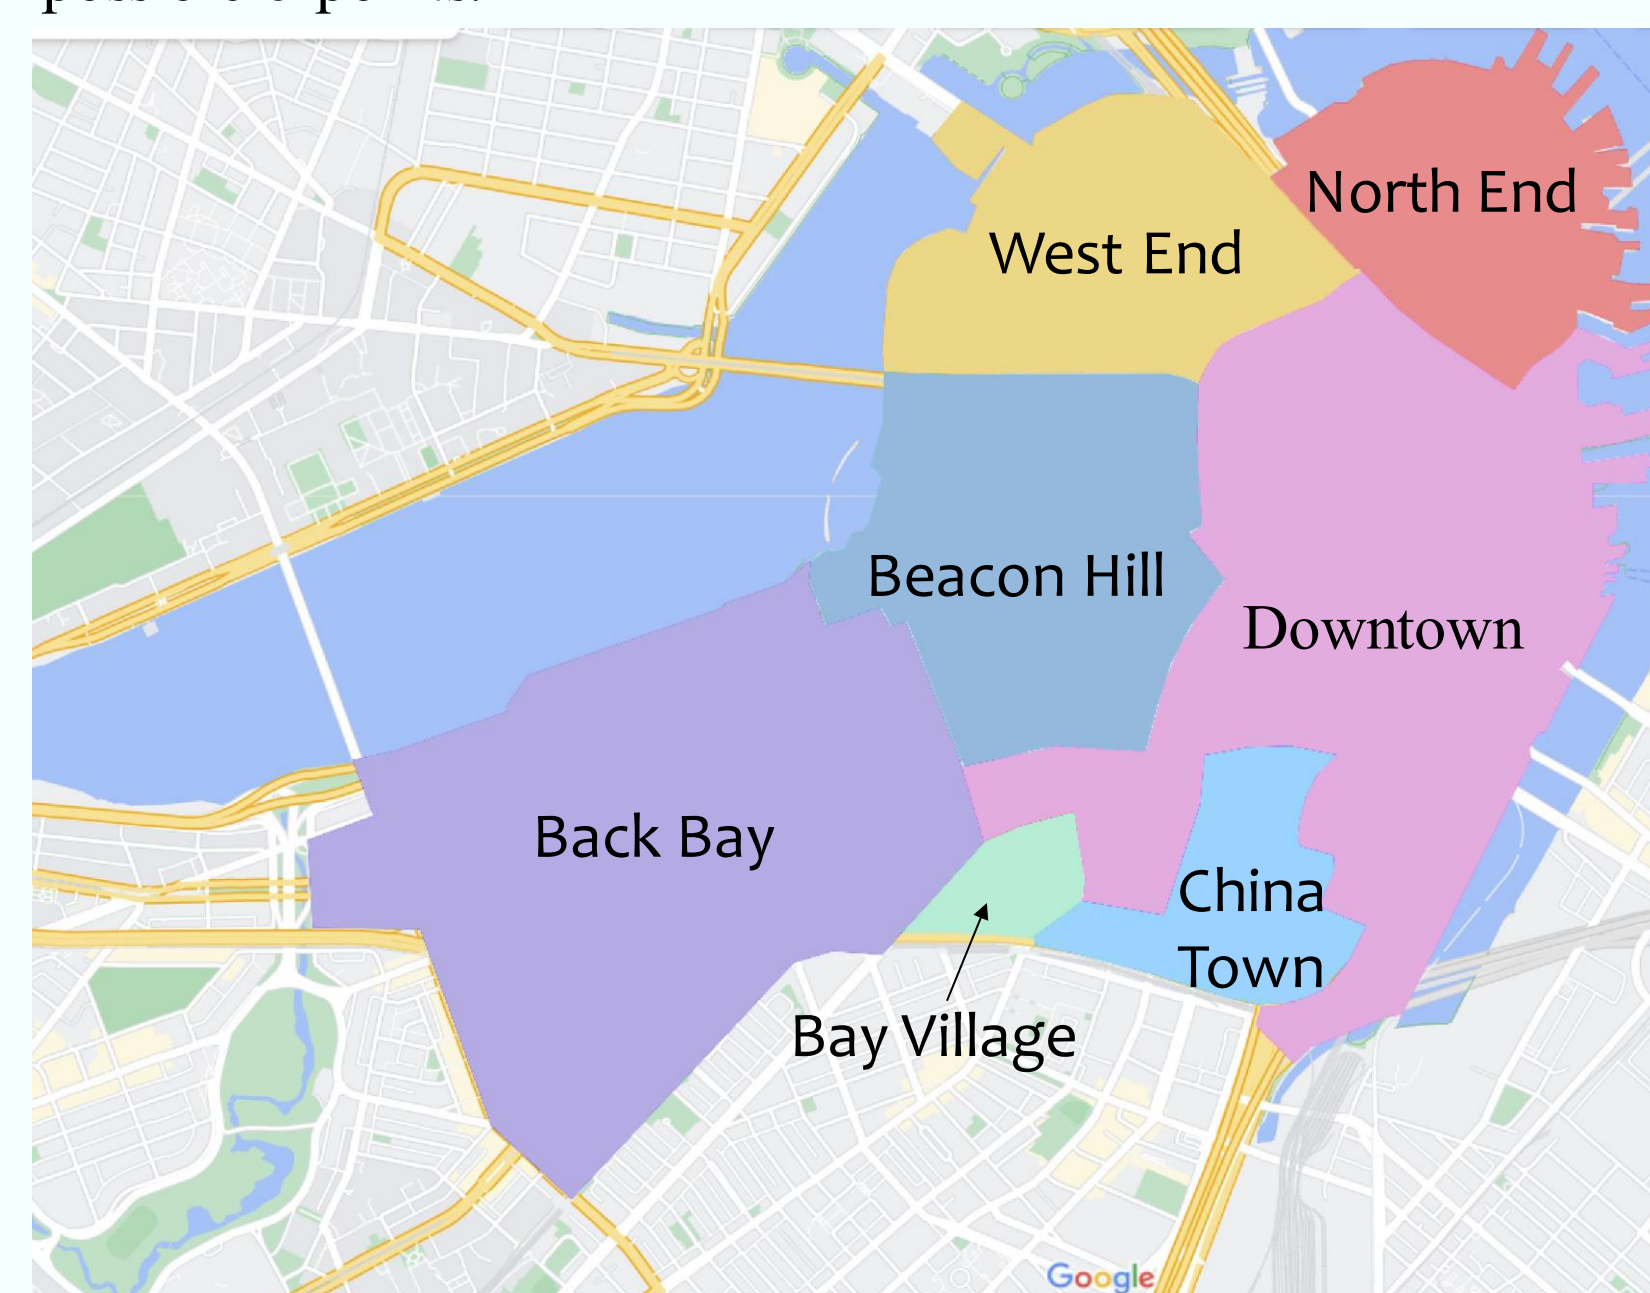 North End
West End
Beacon Hill
Downtown
Back Bay
China
Town
Bay Village
Google